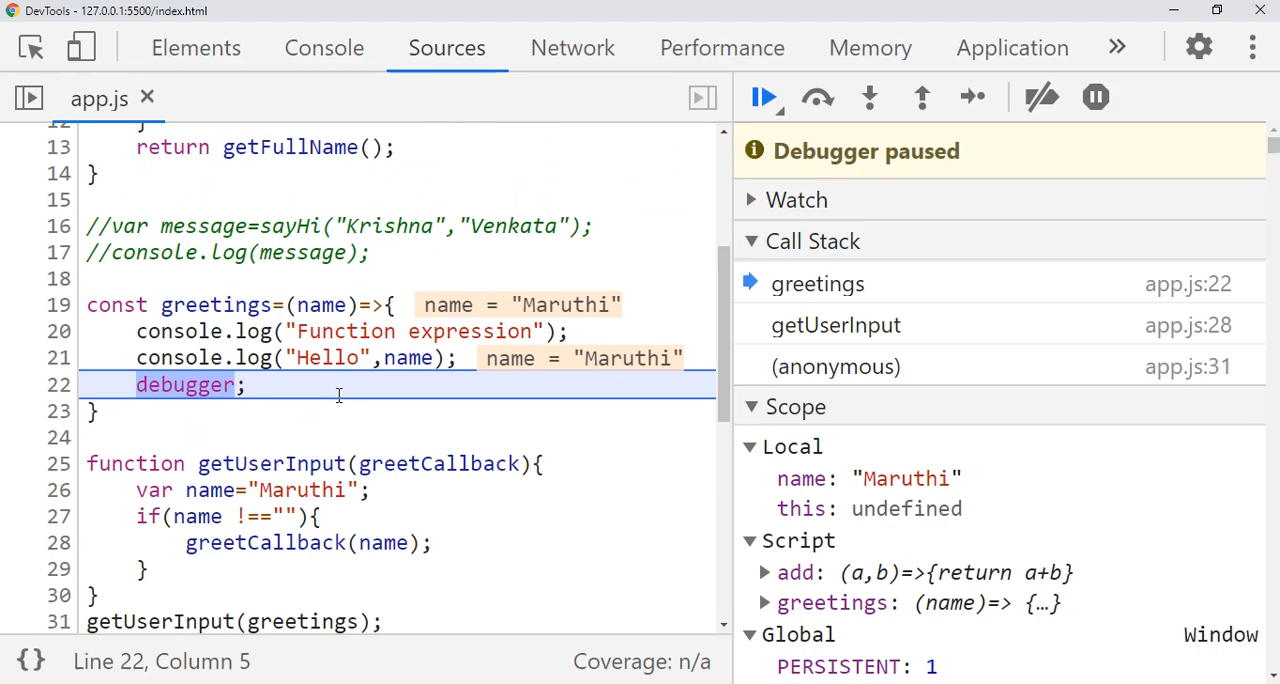 DevTools - 127.0.0.1:5500/index.html
Elements Console Sources Network Performance Memory Application »
app.js ×
12 }
13 return getFullName();
14 }
15
16 //var message=sayHi("Krishna","Venkata");
17 //console.log(message);
18
19 const greetings=(name)=>{ name = "Maruthi"
20 console.log("Function expression");
21 console.log("Hello",name); name = "Maruthi"
22 debugger;
23 }
24
25 function getUserInput(greetCallback){
26 var name="Maruthi";
27 if(name !==""){
28 greetCallback(name);
29 }
30 }
31 getUserInput(greetings);
{} Line 22, Column 5 Coverage: n/a
Debugger paused
Watch
Call Stack
greetings app.js:22
getUserInput app.js:28
(anonymous) app.js:31
Scope
Local
name: "Maruthi"
this: undefined
Script
add: (a,b)=>{return a+b}
greetings: (name)=> {…}
Global Window
PERSISTENT: 1